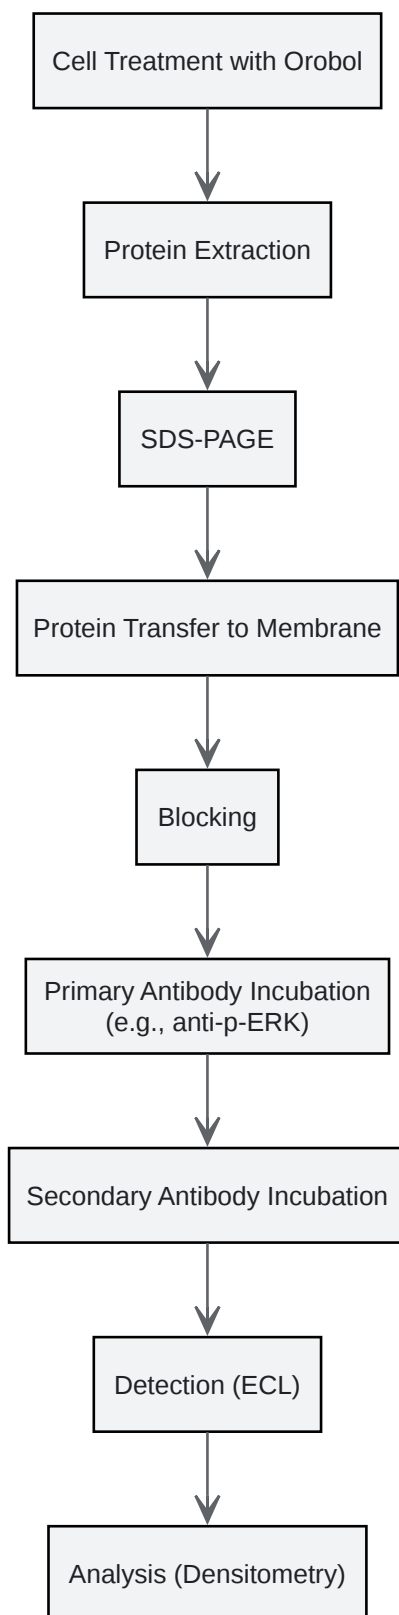 Cell Treatment with Orobol
Protein Extraction
SDS-PAGE
Protein Transfer to Membrane
Blocking
Primary Antibody Incubation
(e.g., anti-p-ERK)
Secondary Antibody Incubation
Detection (ECL)
Analysis (Densitometry)